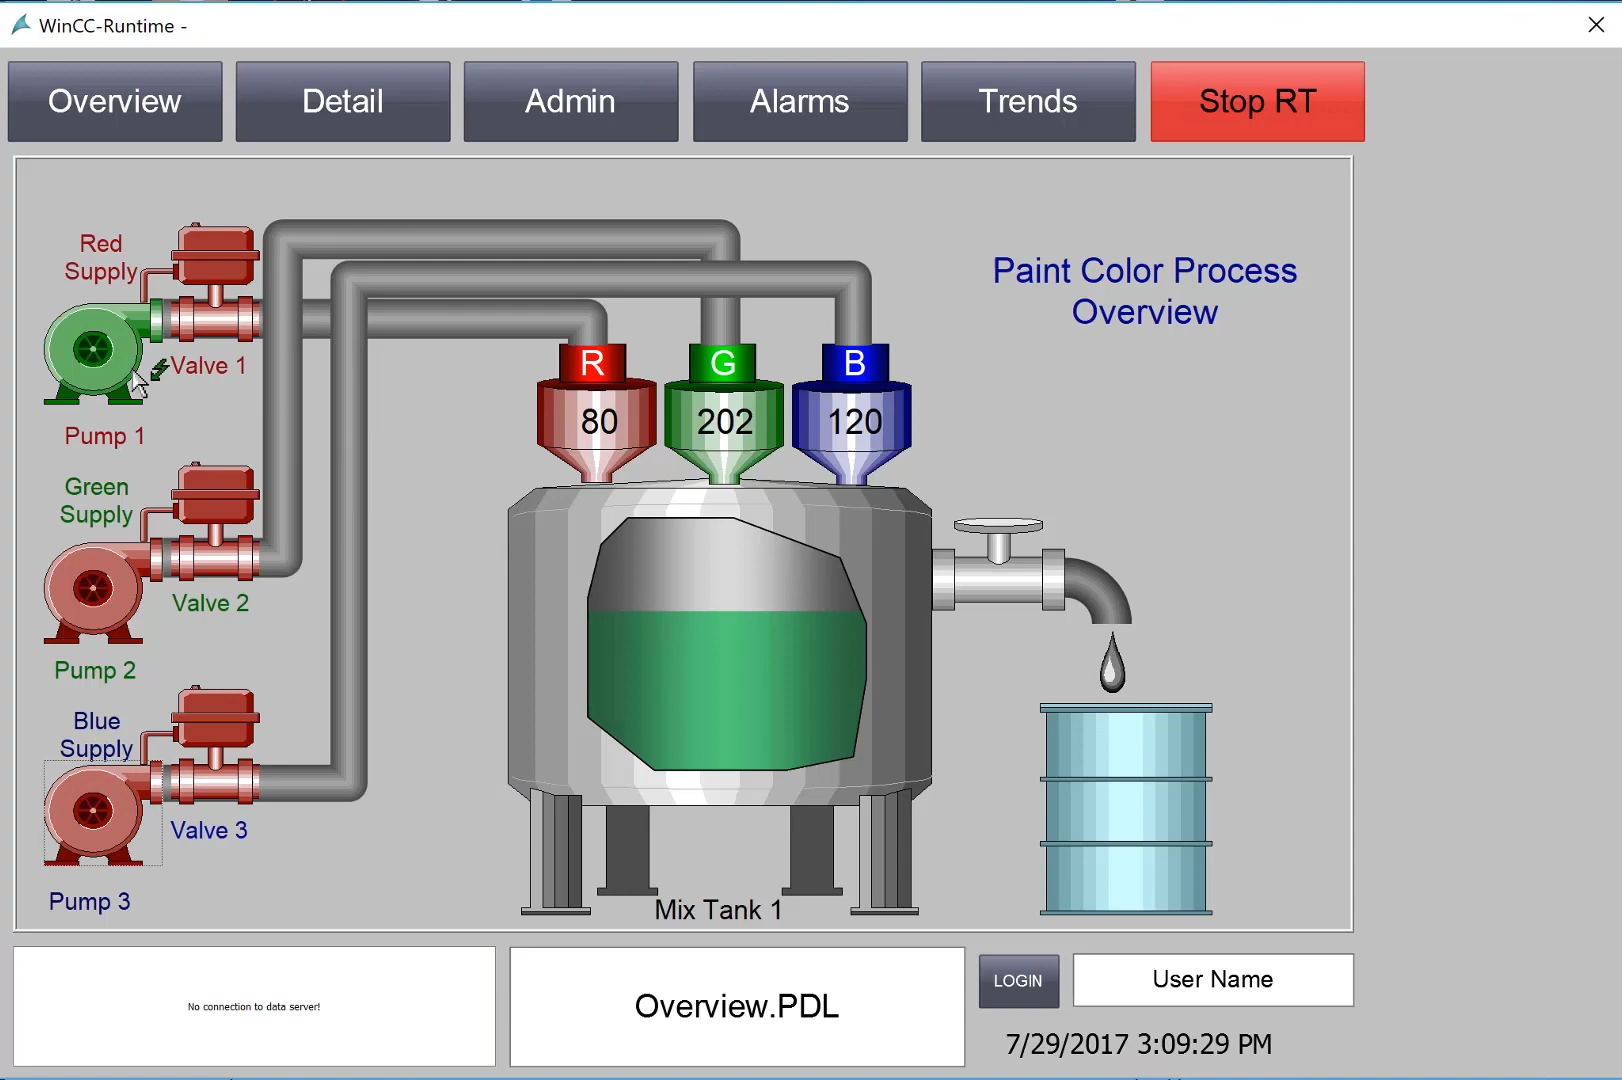 WinCC-Runtime -
Overview
Detail
Admin
Alarms
Trends
Stop RT
Red
Supply
Valve 1
Pump 1
Green
Supply
Valve 2
Pump 2
Blue
Supply
Valve 3
Pump 3
R
G
B
80
202
120
Paint Color Process
Overview
Mix Tank 1
No connection to data server!
Overview.PDL
LOGIN
User Name
7/29/2017 3:09:29 PM